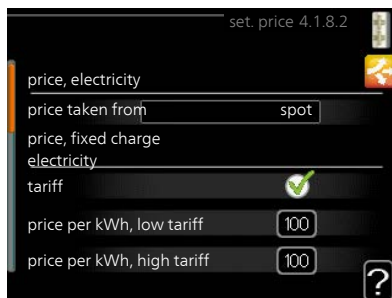 set. price 4.1.8.2
price, electricity
price taken from spot
price, fixed charge
electricity
tariff
price per kWh, low tariff 100
price per kWh, high tariff 100
?